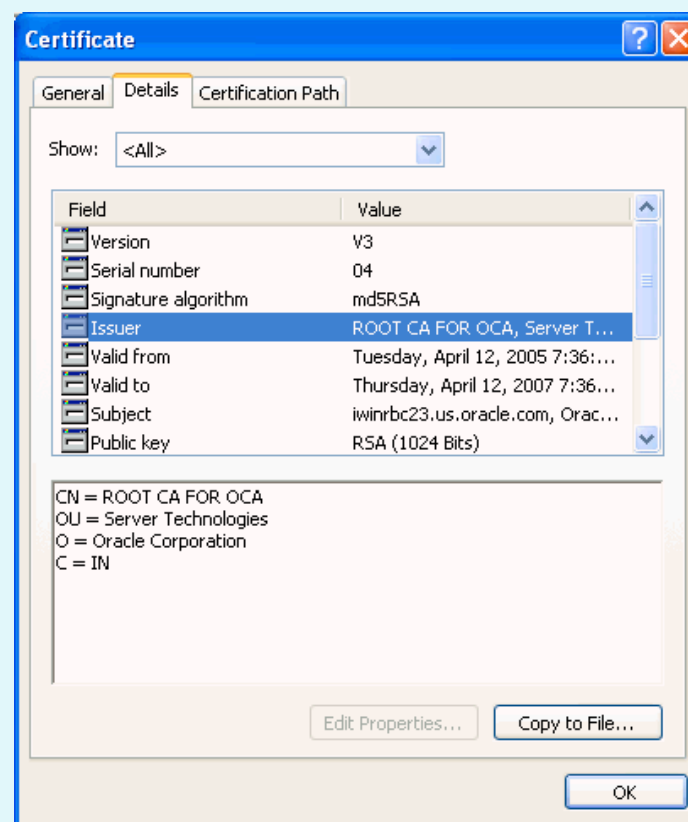 Certificate
General Details Certification Path
Show: <All>
Field Value
Version V3
Serial number 04
Signature algorithm md5RSA
Issuer ROOT CA FOR OCA, Server T...
Valid from Tuesday, April 12, 2005 7:36:...
Valid to Thursday, April 12, 2007 7:36...
Subject iwinrbc23.us.oracle.com, Orac...
Public key RSA (1024 Bits)
CN = ROOT CA FOR OCA
OU = Server Technologies
O = Oracle Corporation
C = IN
Edit Properties... Copy to File...
OK